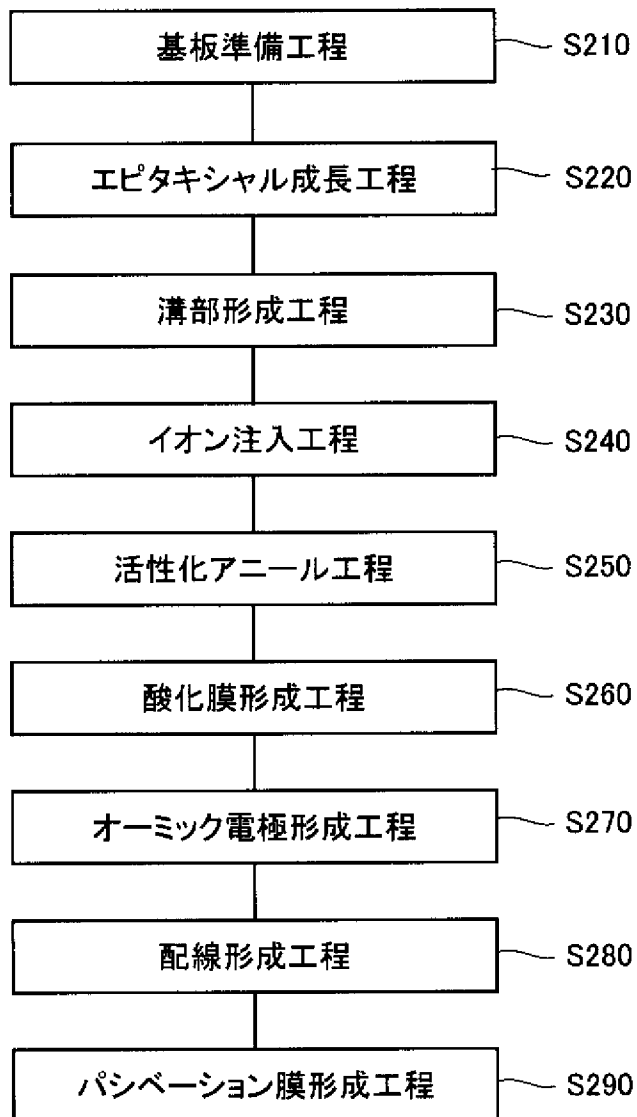 基板準備工程 S210
エピタキシャル成長工程 S220
溝部形成工程 S230
イオン注入工程 S240
活性化アニール工程 S250
酸化膜形成工程 S260
オーミック電極形成工程 S270
配線形成工程 S280
パシベーション膜形成工程 S290